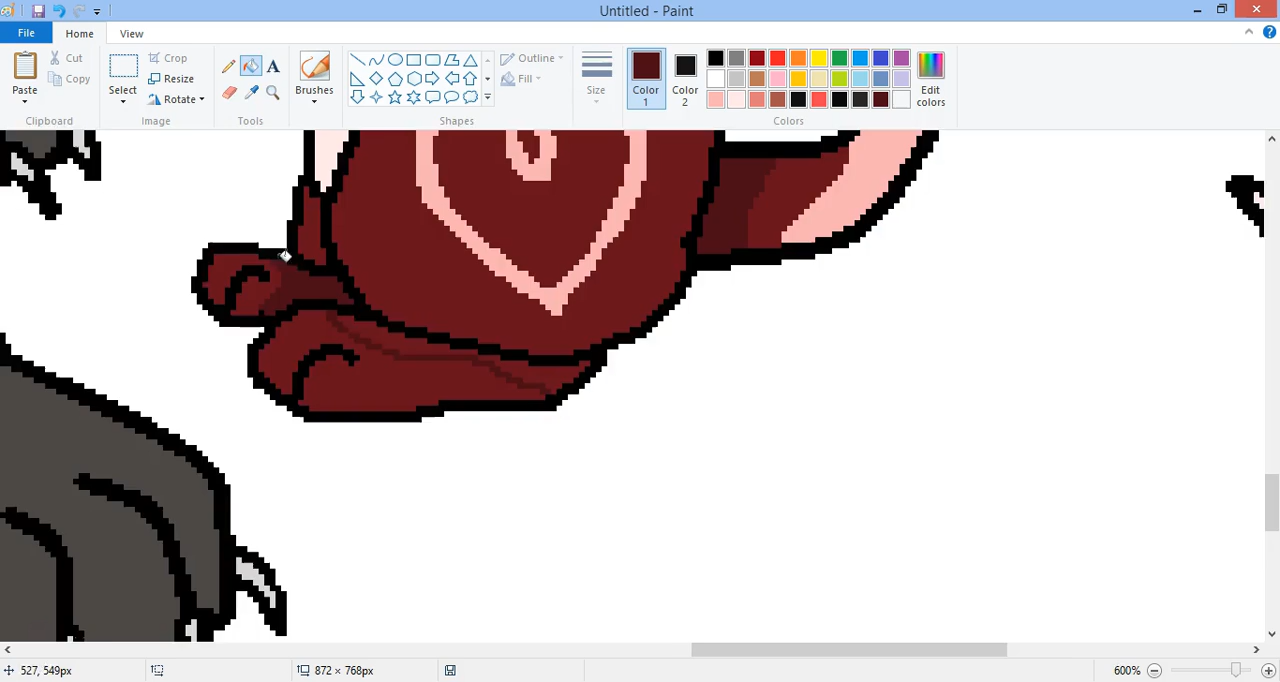 Untitled - Paint
File Home View
Paste Cut Copy
Clipboard
Select Crop Resize Rotate
Image
A
Tools
Brushes
Outline Fill
Shapes
Size
Color 1
Color 2
Edit colors
Colors
527, 549px
872 × 768px
600%